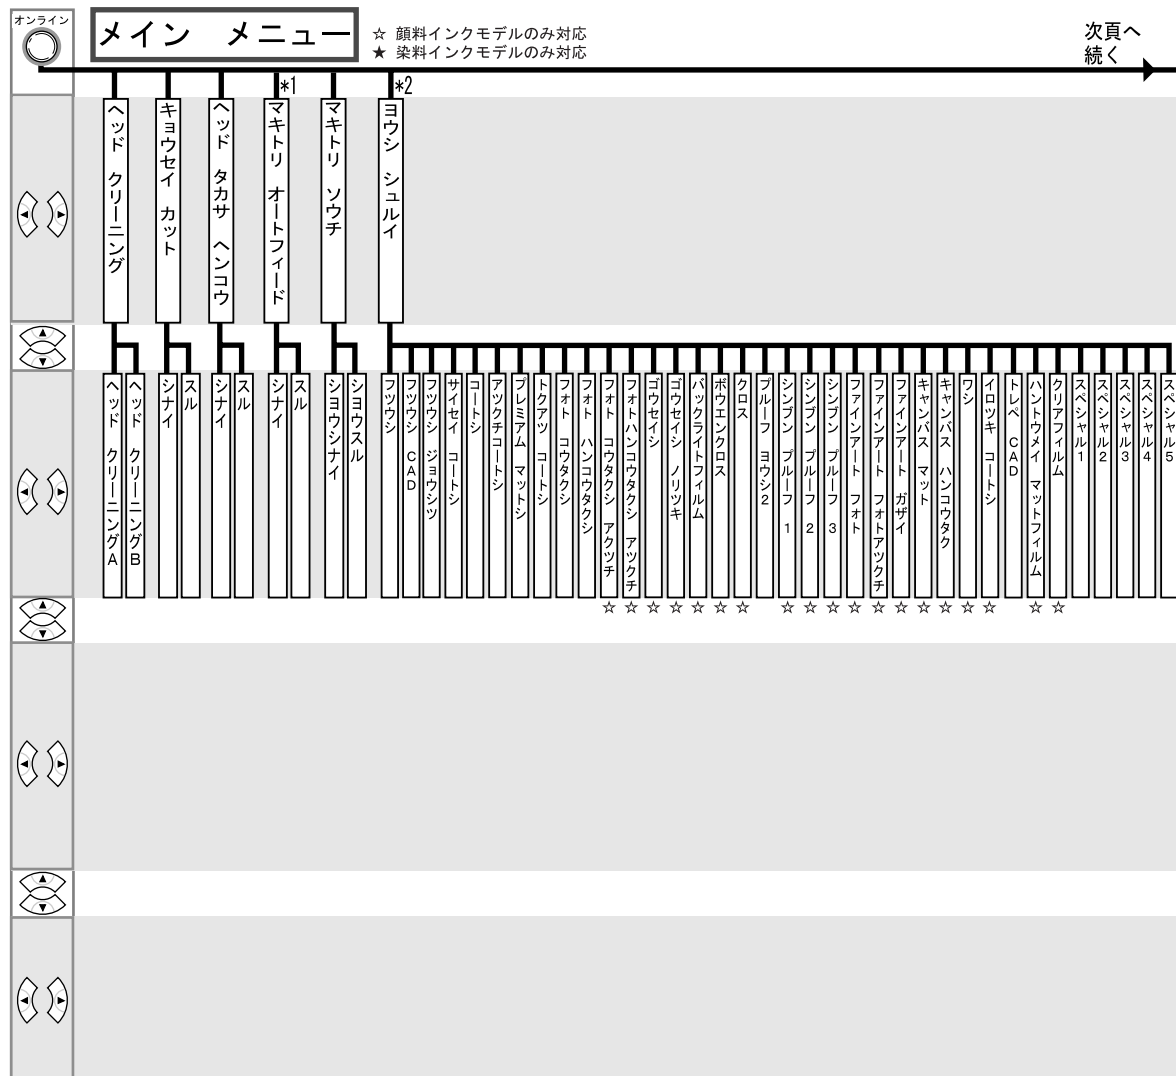 オンライン
メイン メニュー
☆ 顔料インクモデルのみ対応
★ 染料インクモデルのみ対応
次頁へ
続く
*1
*2
ヘッド クリーニング
キョウセイ カット
ヘッド タカサ ヘンコウ
マキトリ オートフィード
マキトリ ソウチ
ヨウシ シュルイ
ヘッド クリーニングA
ヘッド クリーニングB
シナイ
スル
シナイ
スル
シナイ
スル
シヨウシナイ
シヨウスル
フツウシ
フツウシ CAD
フツウシ ジョウシツ
サイセイ コートシ
コートシ
アツクチコートシ
プレミアム マットシ
トクアツ コートシ
フォト コウタクシ
フォト ハンコウタクシ
フォト コウタクシ アクツチ
フォトハンコウタクシ アツクチ
ゴウセイシ
ゴウセイシ ノリツキ
バックライトフィルム
ボウエンクロス
クロス
プルーフ ヨウシ2
シンブン プルーフ 1
シンブン プルーフ 2
シンブン プルーフ 3
ファインアート フォト
ファインアート フォトアツクチ
ファインアート ガザイ
キャンバス マット
キャンバス ハンコウタク
ワシ
イロツキ コートシ
トレペ CAD
ハントウメイ マットフィルム
クリアフィルム
スペシャル1
スペシャル2
スペシャル3
スペシャル4
スペシャル5
☆ ☆ ☆ ☆ ☆ ☆ ☆ ☆ ☆ ☆ ☆ ☆ ☆ ☆ ☆ ☆ ☆ ☆ ☆